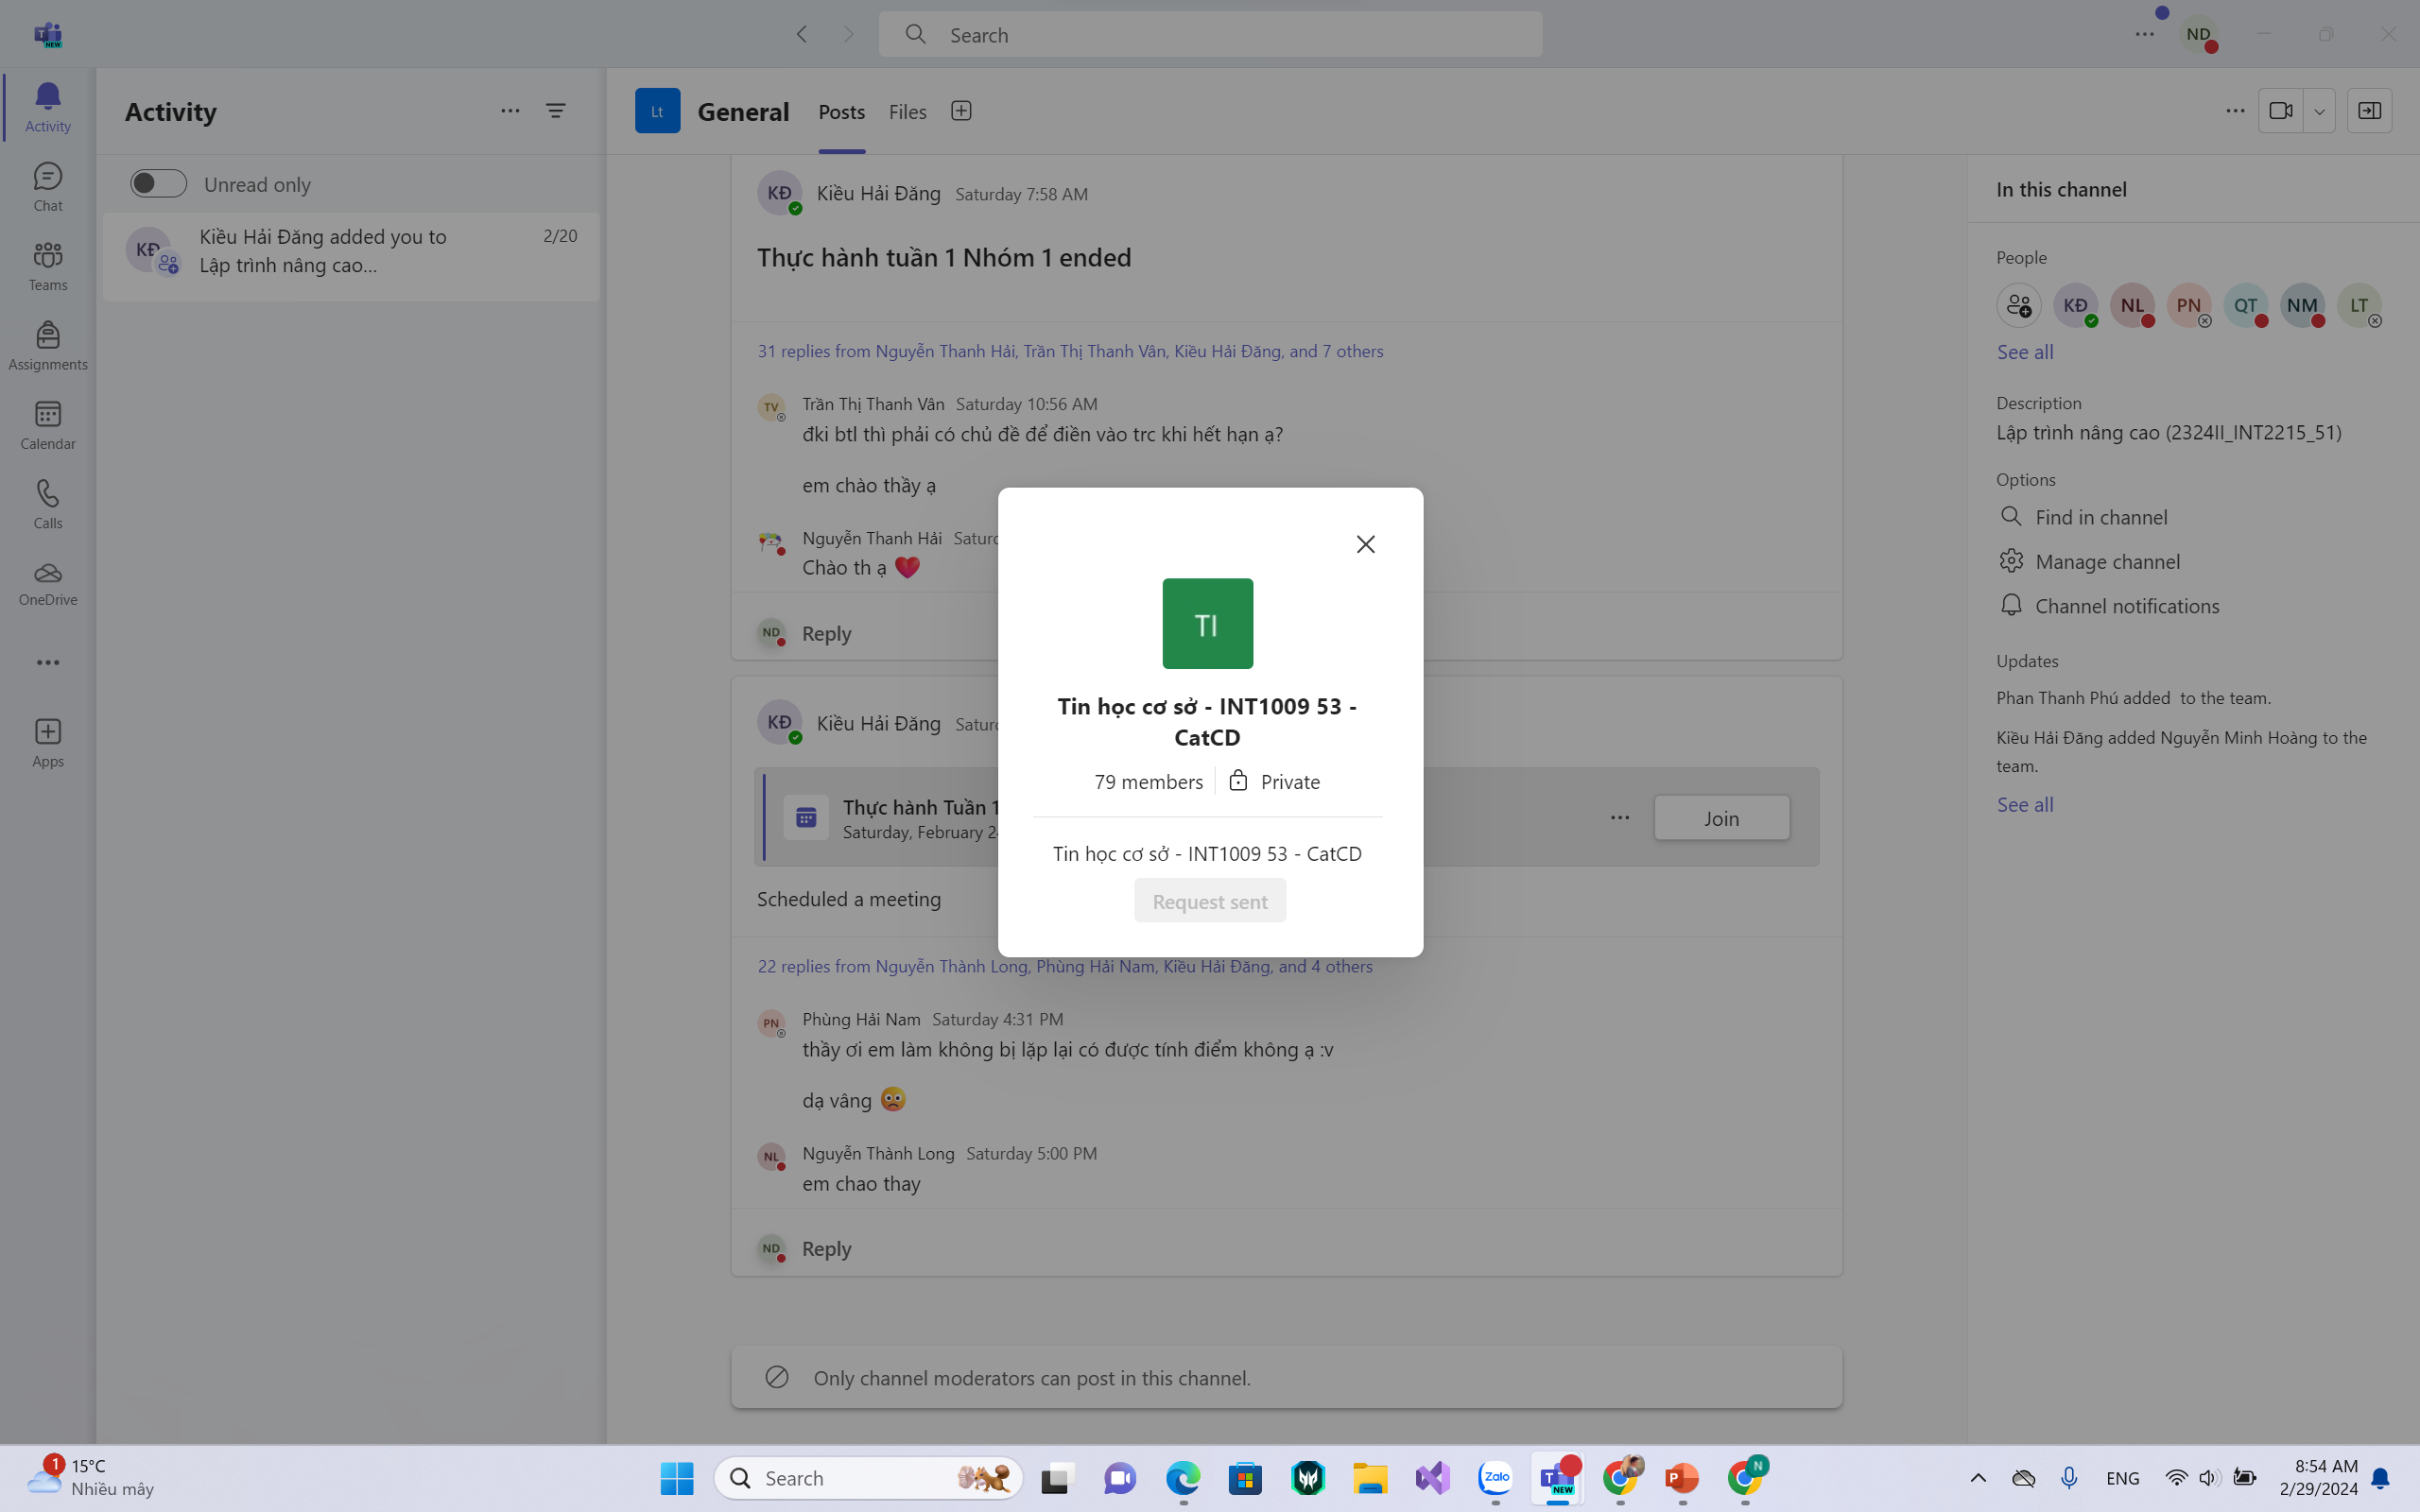 T
NEW
Search
ND
Activity
Chat
Teams
Assignments
Calendar
Calls
OneDrive
Apps
Activity
Unread only
KĐ
Kiều Hải Đăng added you to
2/20
Lập trình nâng cao...
Lt
General
Posts
Files
KĐ
Kiều Hải Đăng
Saturday 7:58 AM
Thực hành tuần 1 Nhóm 1 ended
31 replies from Nguyễn Thanh Hải, Trần Thị Thanh Vân, Kiều Hải Đăng, and 7 others
TV
Trần Thị Thanh Vân
Saturday 10:56 AM
đki btl thì phải có chủ đề để điền vào trc khi hết hạn ạ?
em chào thầy ạ
Nguyễn Thanh Hải
Saturd
Chào th ạ
ND
Reply
KĐ
Kiều Hải Đăng
Saturd
Thực hành Tuần 1
Saturday, February 24
Join
Scheduled a meeting
22 replies from Nguyễn Thành Long, Phùng Hải Nam, Kiều Hải Đăng, and 4 others
PN
Phùng Hải Nam
Saturday 4:31 PM
thầy ơi em làm không bị lặp lại có được tính điểm không ạ :v
dạ vâng
NL
Nguyễn Thành Long
Saturday 5:00 PM
em chao thay
ND
Reply
Only channel moderators can post in this channel.
TI
Tin học cơ sở - INT1009 53 -
CatCD
79 members
Private
Tin học cơ sở - INT1009 53 - CatCD
Request sent
In this channel
People
KĐ
NL
PN
QT
NM
LT
See all
Description
Lập trình nâng cao (2324II_INT2215_51)
Options
Find in channel
Manage channel
Channel notifications
Updates
Phan Thanh Phú added  to the team.
Kiều Hải Đăng added Nguyễn Minh Hoàng to the
team.
See all
1
15°C
Nhiều mây
Search
Zalo
T
NEW
P
N
ENG
8:54 AM
2/29/2024